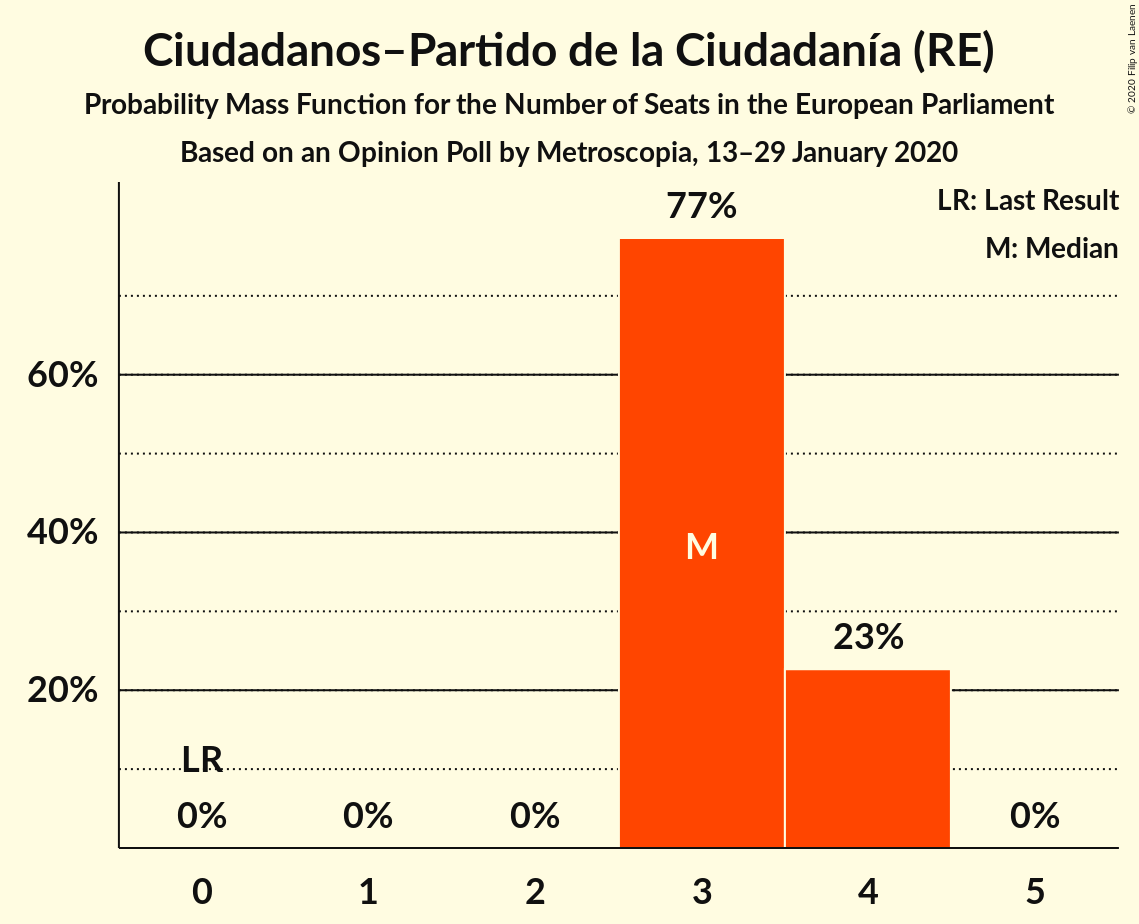 Ciudadanos–Partido de la Ciudadanía (RE)
Probability Mass Function for the Number of Seats in the European Parliament
Based on an Opinion Poll by Metroscopia, 13–29 January 2020
© 2020 Filip van Laenen
LR: Last Result
M: Median
77%
60%
40%
M
23%
20%
LR
0% 0% 0% 0%
0 1 2 3 4 5